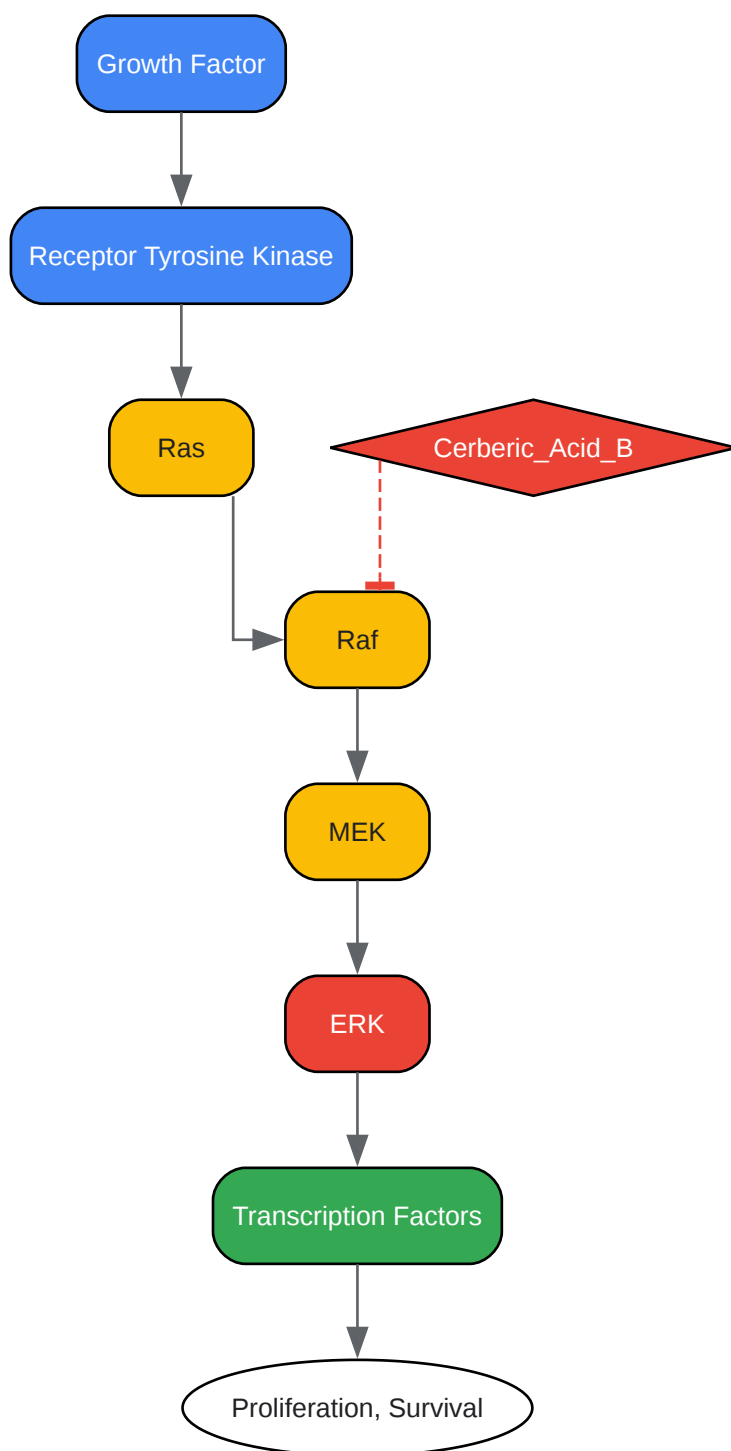 Growth Factor
Receptor Tyrosine Kinase
Ras
Cerberic_Acid_B
Raf
MEK
ERK
Transcription Factors
Proliferation, Survival